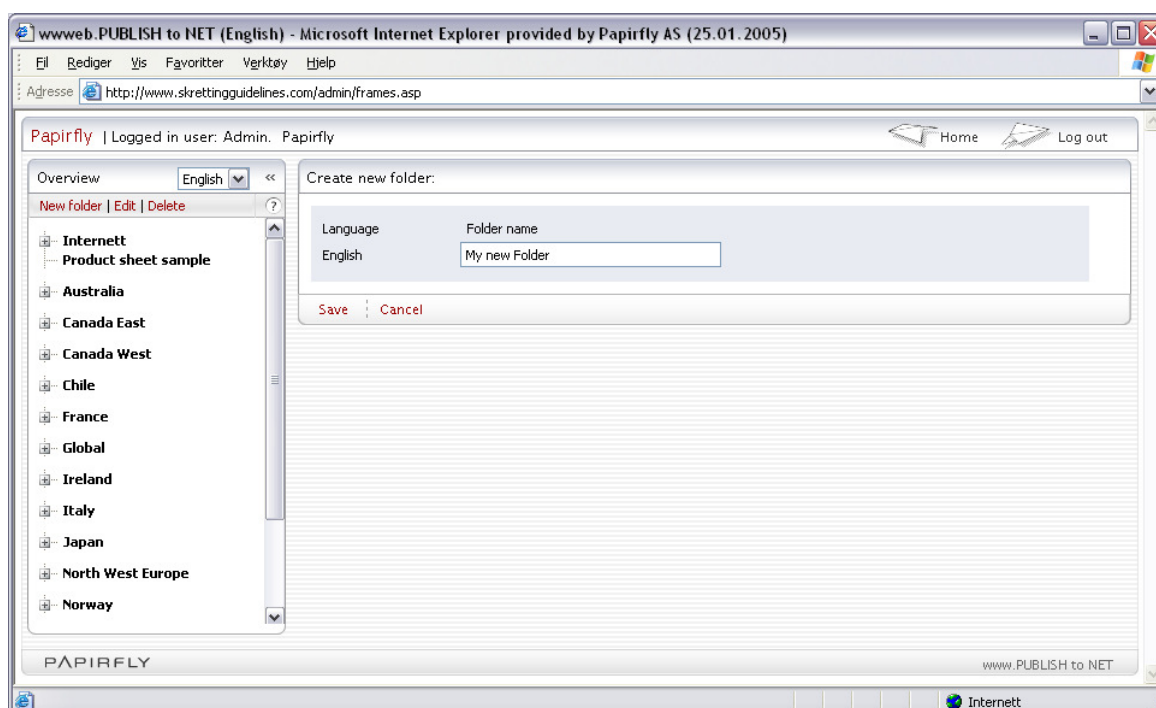 wwweb.PUBLISH to NET (English) - Microsoft Internet Explorer provided by Papirfly AS (25.01.2005)
Fil Rediger Vis Favoritter Verktøy Hjelp
Adresse http://www.skrettingguidelines.com/admin/frames.asp
Papirfly | Logged in user: Admin. Papirfly
Home Log out
Overview English «
New folder | Edit | Delete ?
Internett
Product sheet sample
Australia
Canada East
Canada West
Chile
France
Global
Ireland
Italy
Japan
North West Europe
Norway
Create new folder:
Language Folder name
English My new Folder
Save Cancel
PAPIRFLY
www.PUBLISH to NET
Internett